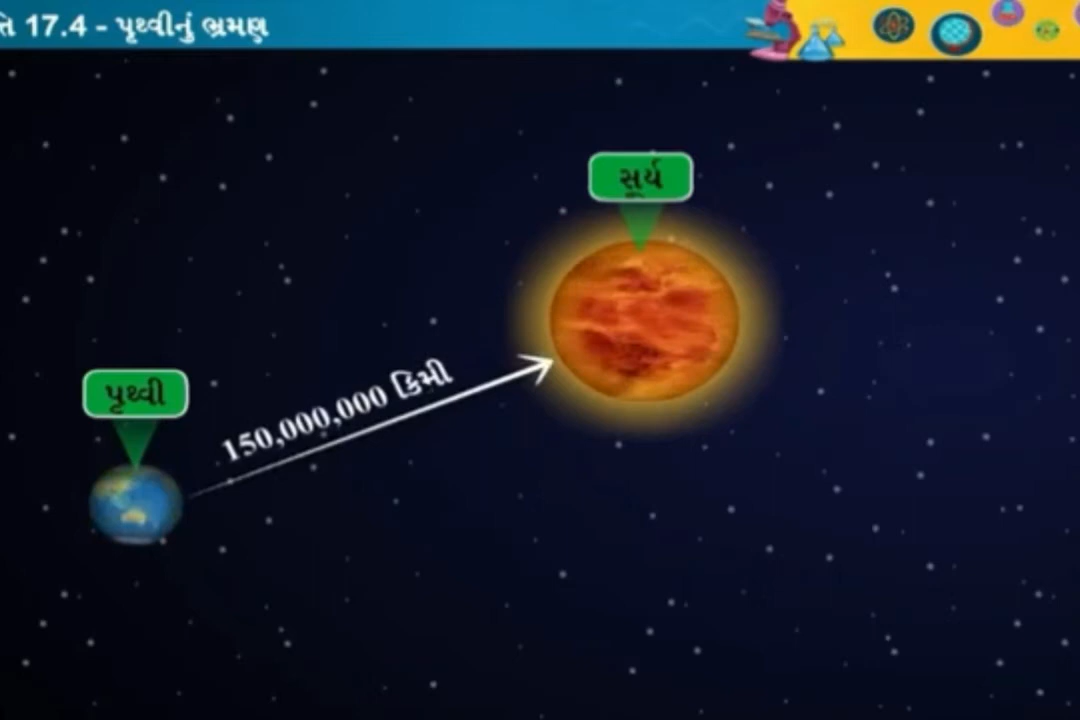 17.4 - પૃથ્વીનું ભ્રમણ
સૂર્ય
150,000,000 કિમી
પૃથ્વી